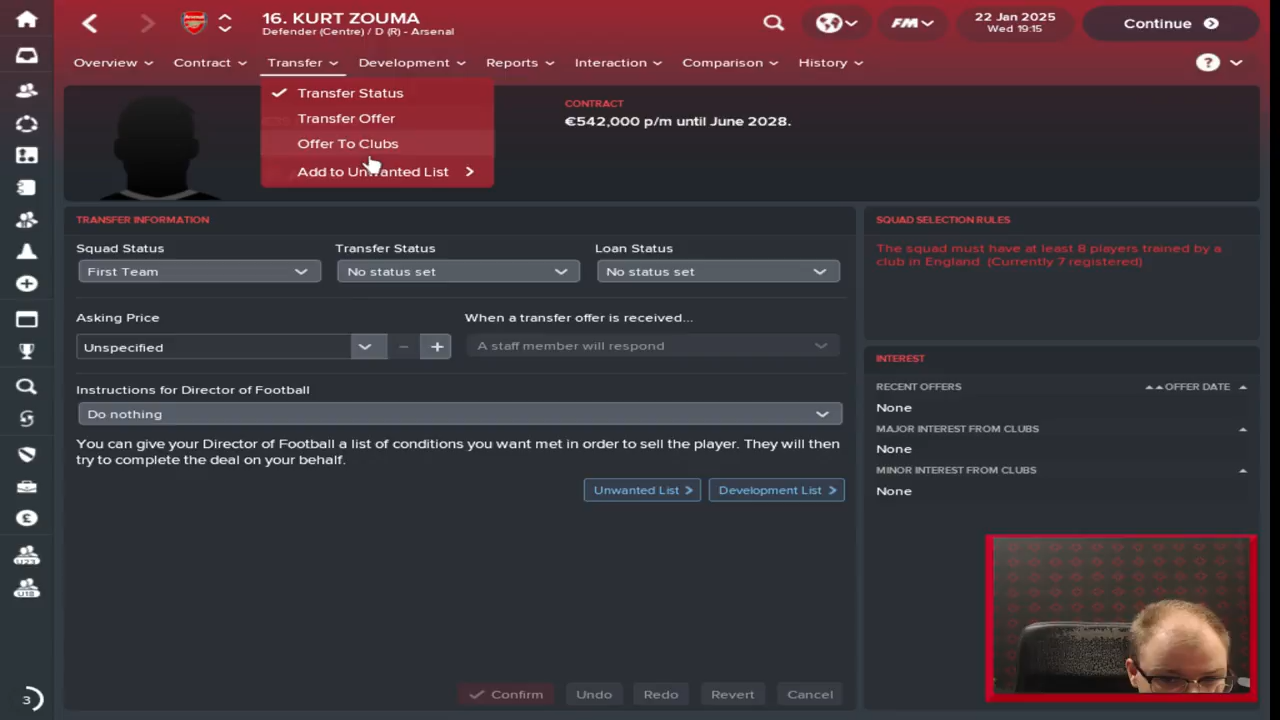 16. KURT ZOUMA
Defender (Centre) / D (R) - Arsenal
FM
22 Jan 2025
Wed 19:15
Continue
Overview
Contract
Transfer
Development
Reports
Interaction
Comparison
History
?
Transfer Status
Transfer Offer
Offer To Clubs
Add to Unwanted List
CONTRACT
€542,000 p/m until June 2028.
TRANSFER INFORMATION
Squad Status
Transfer Status
Loan Status
First Team
No status set
No status set
Asking Price
When a transfer offer is received...
Unspecified
A staff member will respond
Instructions for Director of Football
Do nothing
You can give your Director of Football a list of conditions you want met in order to sell the player. They will then
try to complete the deal on your behalf.
Unwanted List >
Development List >
SQUAD SELECTION RULES
The squad must have at least 8 players trained by a
club in England (Currently 7 registered)
INTEREST
RECENT OFFERS
OFFER DATE
None
MAJOR INTEREST FROM CLUBS
None
MINOR INTEREST FROM CLUBS
None
Confirm
Undo
Redo
Revert
Cancel
3
U23
U18